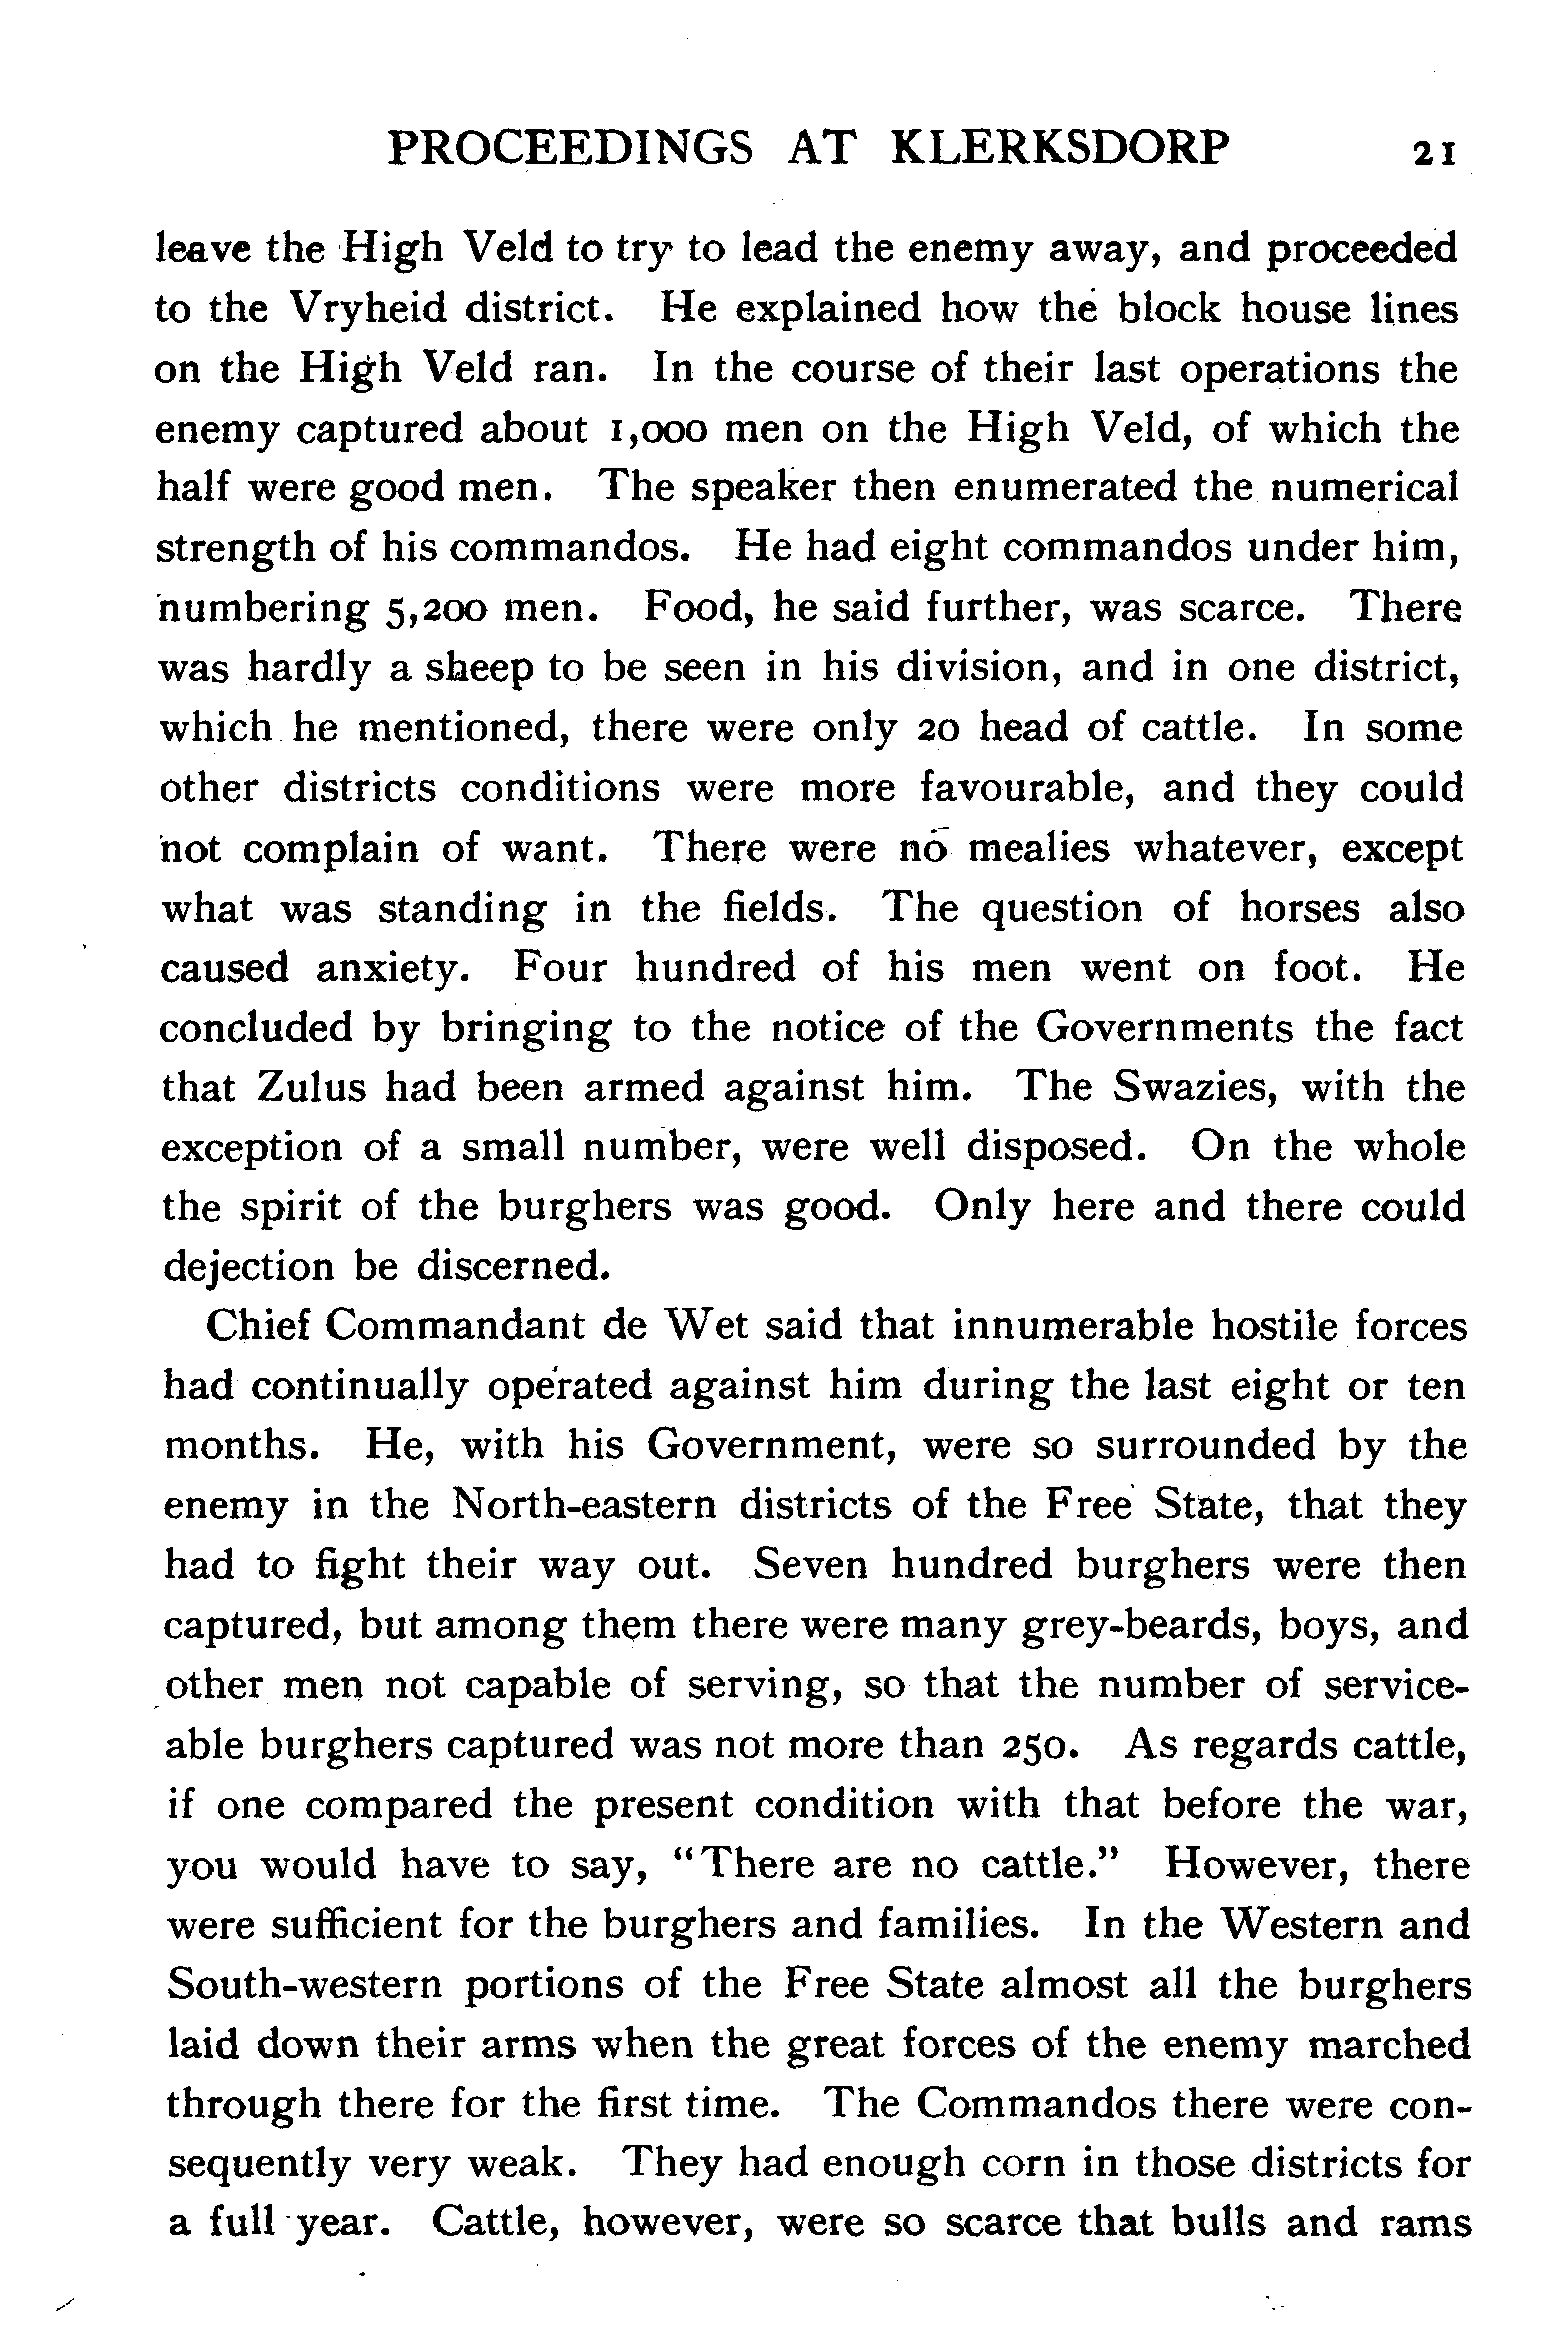 PROCEEDINGS AT KLERKSDORP 21
leave the High Veld to try to lead the enemy away, and proceeded
to the Vryheid district. He explained how the block house lines
on the High Veld ran. In the course of their last operations the
enemy captured about 1,000 men on the High Veld, of which the
half were good men. The speaker then enumerated the numerical
strength of his commandos. He had eight commandos under him,
numbering 5,200 men. Food, he said further, was scarce. There
was hardly a sheep to be seen in his division, and in one district,
which he mentioned, there were only 20 head of cattle. In some
other districts conditions were more favourable, and they could
not complain of want. There were no mealies whatever, except
what was standing in the fields. The question of horses also
caused anxiety. Four hundred of his men went on foot. He
concluded by bringing to the notice of the Governments the fact
that Zulus had been armed against him. The Swazies, with the
exception of a small number, were well disposed. On the whole
the spirit of the burghers was good. Only here and there could
dejection be discerned.
Chief Commandant de Wet said that innumerable hostile forces
had continually operated against him during the last eight or ten
months. He, with his Government, were so surrounded by the
enemy in the North-eastern districts of the Free State, that they
had to fight their way out. Seven hundred burghers were then
captured, but among them there were many grey-beards, boys, and
other men not capable of serving, so that the number of service-
able burghers captured was not more than 250. As regards cattle,
if one compared the present condition with that before the war,
you would have to say, "There are no cattle." However, there
were sufficient for the burghers and families. In the Western and
South-western portions of the Free State almost all the burghers
laid down their arms when the great forces of the enemy marched
through there for the first time. The Commandos there were con-
sequently very weak. They had enough corn in those districts for
a full year. Cattle, however, were so scarce that bulls and rams